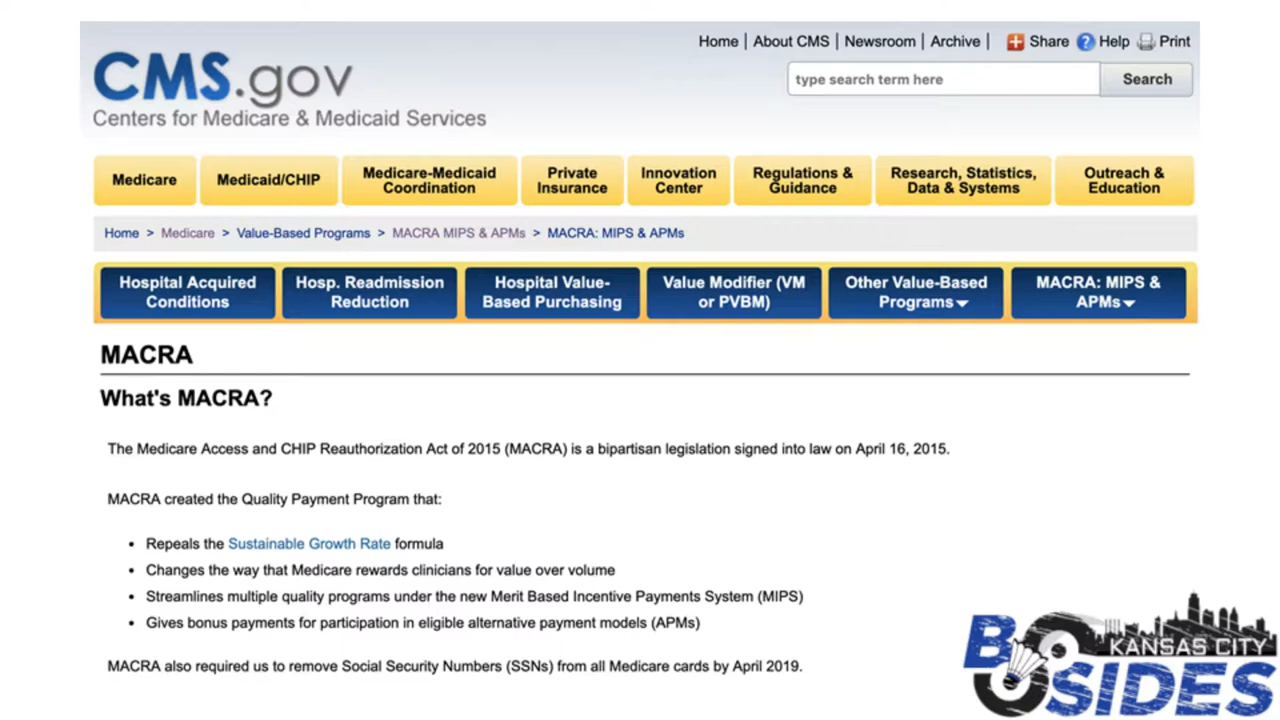 Home | About CMS | Newsroom | Archive | Share Help Print
CMS.gov
type search term here Search
Centers for Medicare & Medicaid Services
Medicare
Medicaid/CHIP
Medicare-Medicaid
Coordination
Private
Insurance
Innovation
Center
Regulations &
Guidance
Research, Statistics,
Data & Systems
Outreach &
Education
Home > Medicare > Value-Based Programs > MACRA MIPS & APMs > MACRA: MIPS & APMs
Hospital Acquired
Conditions
Hosp. Readmission
Reduction
Hospital Value-
Based Purchasing
Value Modifier (VM
or PVBM)
Other Value-Based
Programs
MACRA: MIPS &
APMs
MACRA
What's MACRA?
The Medicare Access and CHIP Reauthorization Act of 2015 (MACRA) is a bipartisan legislation signed into law on April 16, 2015.
MACRA created the Quality Payment Program that:
• Repeals the Sustainable Growth Rate formula
• Changes the way that Medicare rewards clinicians for value over volume
• Streamlines multiple quality programs under the new Merit Based Incentive Payments System (MIPS)
• Gives bonus payments for participation in eligible alternative payment models (APMs)
MACRA also required us to remove Social Security Numbers (SSNs) from all Medicare cards by April 2019.
KANSAS CITY
BSIDES